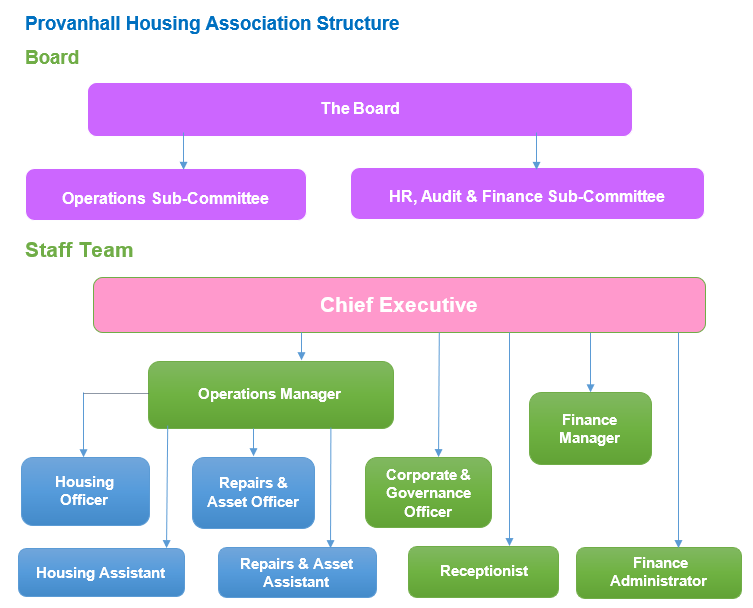 Provanhall Housing Association Structure
Board
The Board
Operations Sub-Committee
HR, Audit & Finance Sub-Committee
Staff Team
Chief Executive
Operations Manager
Finance
Manager
Housing
Officer
Repairs &
Asset Officer
Corporate &
Governance
Officer
Housing Assistant
Repairs & Asset
Assistant
Receptionist
Finance
Administrator